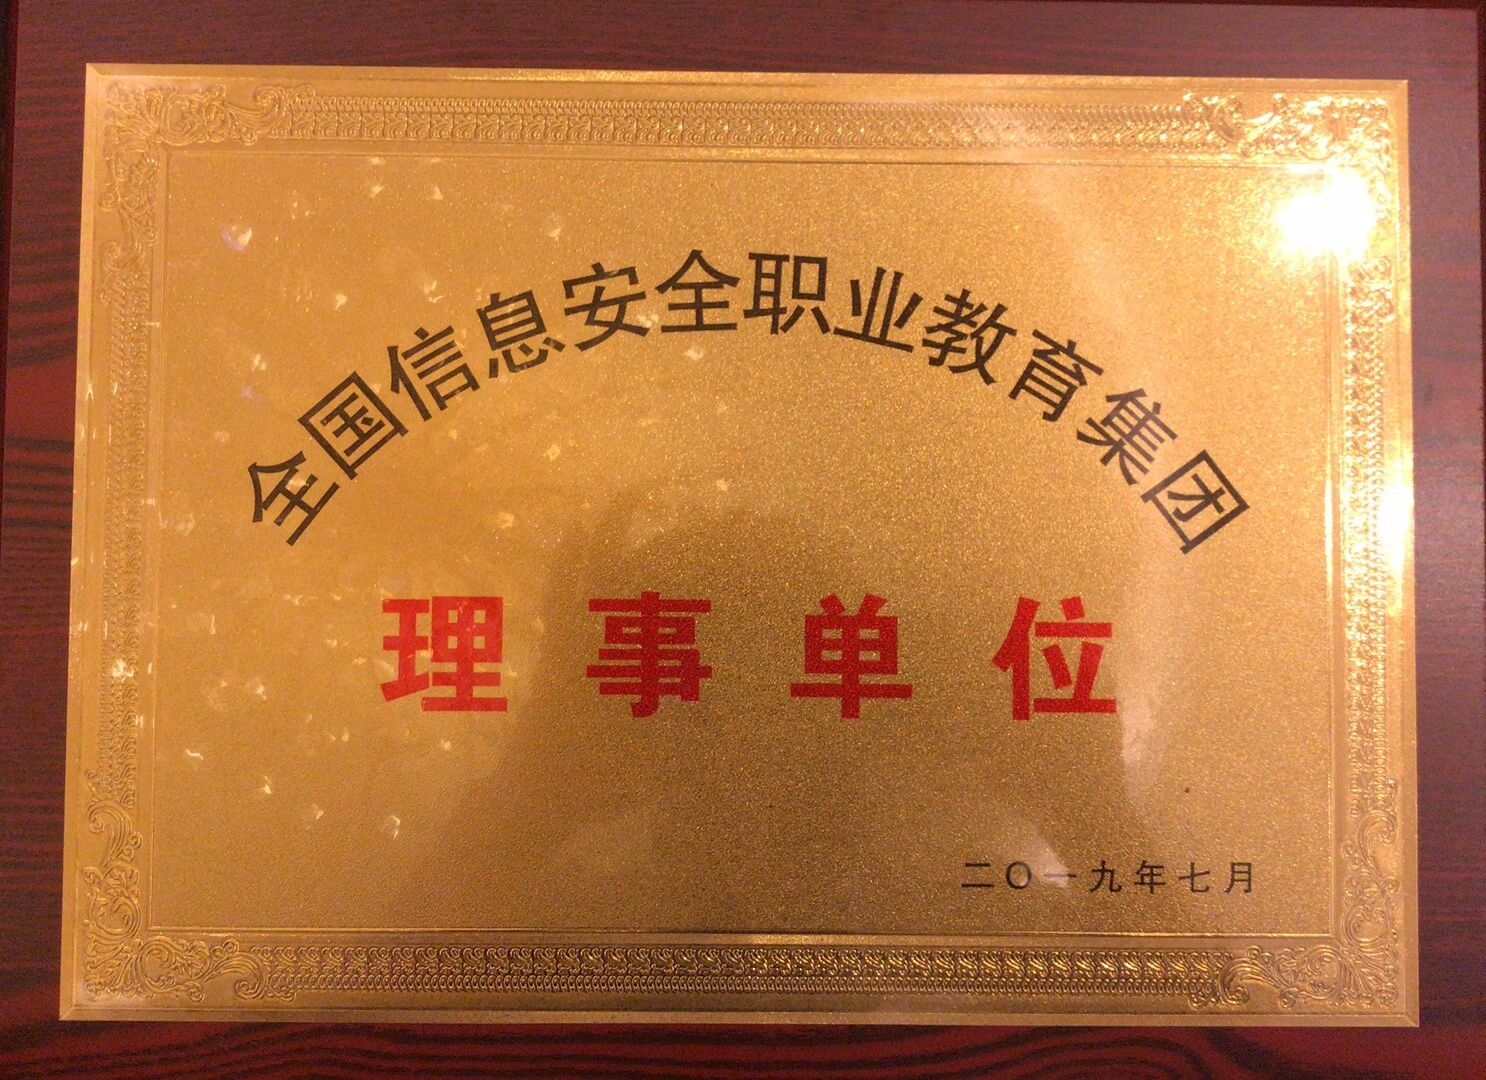 全国信息安全职业教育集团
理事单位
二〇一九年七月